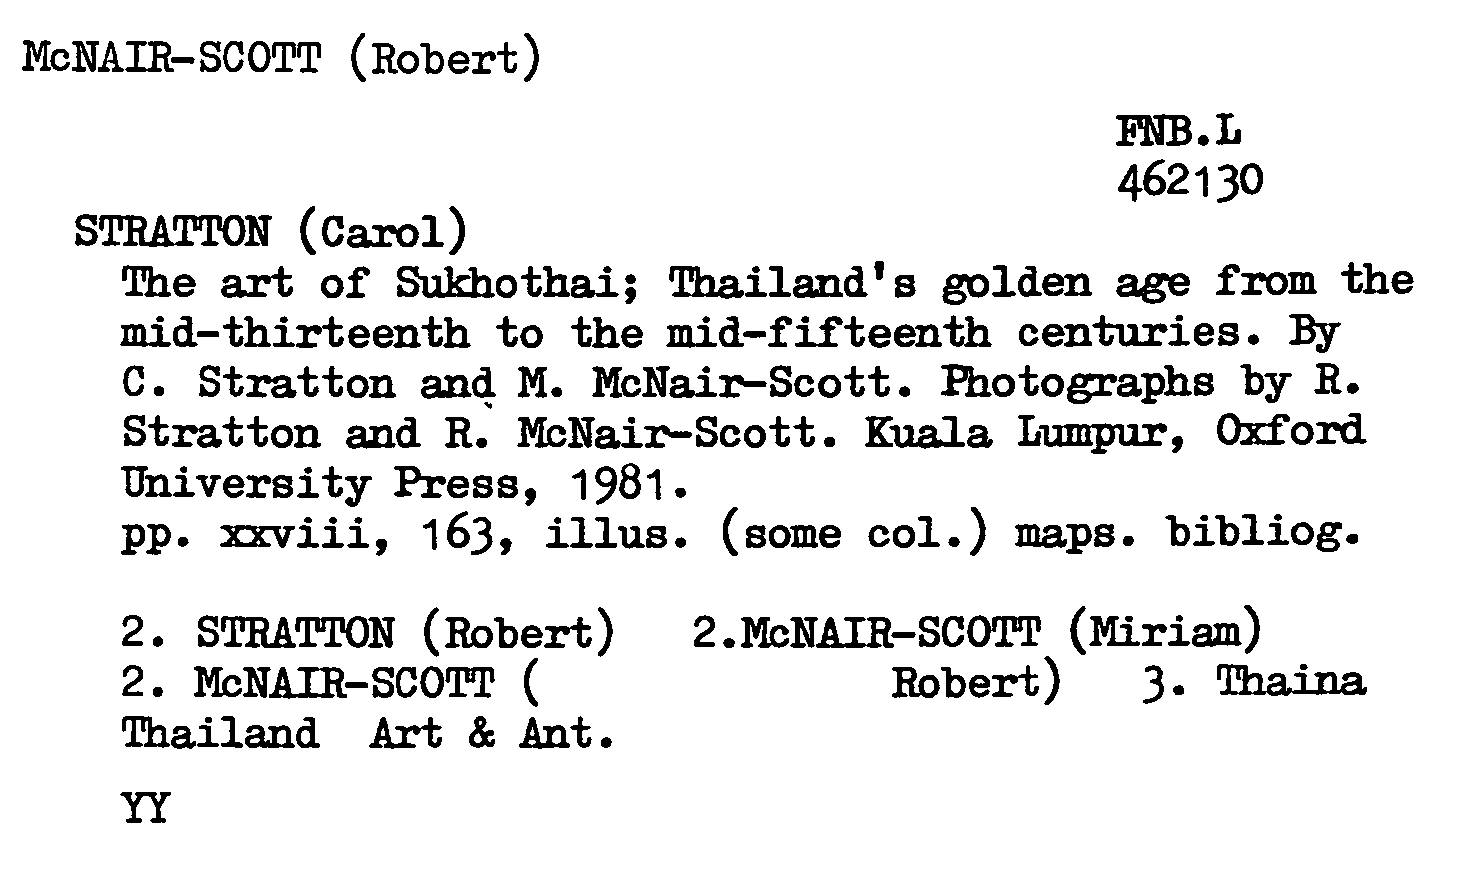 McNAIR-SCOTT (Robert)
FNB.L
462130
STRATTON (Carol)
The art of Sukhothai; Thailand's golden age from the
mid-thirteenth to the mid-fifteenth centuries. By
C. Stratton and M. McNair-Scott. Photographs by R.
Stratton and R. McNair-Scott. Kuala Lumpur, Oxford
University Press, 1981.
pp. xxviii, 163, illus. (some col.) maps. bibliog.
2. STRATTON (Robert) 2.McNAIR-SCOTT (Miriam)
2. McNAIR-SCOTT ( Robert) 3. Thaina
Thailand Art & Ant.
YY